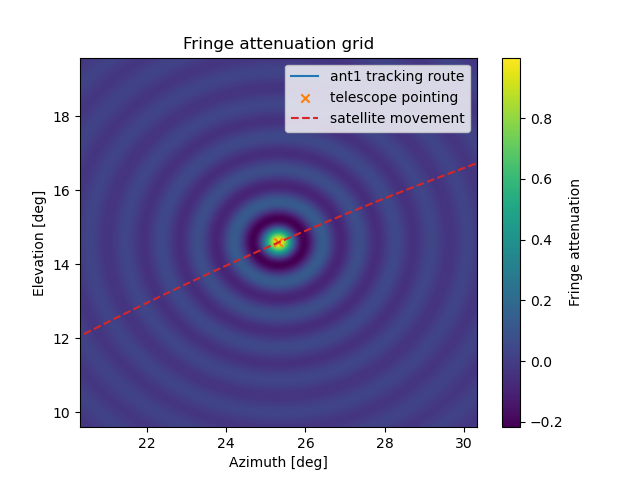 Fringe attenuation grid
ant1 tracking route
telescope pointing
satellite movement
18
16
14
12
10
Elevation [deg]
22
24
26
28
30
Azimuth [deg]
0.8
0.6
0.4
0.2
0.0
−0.2
Fringe attenuation